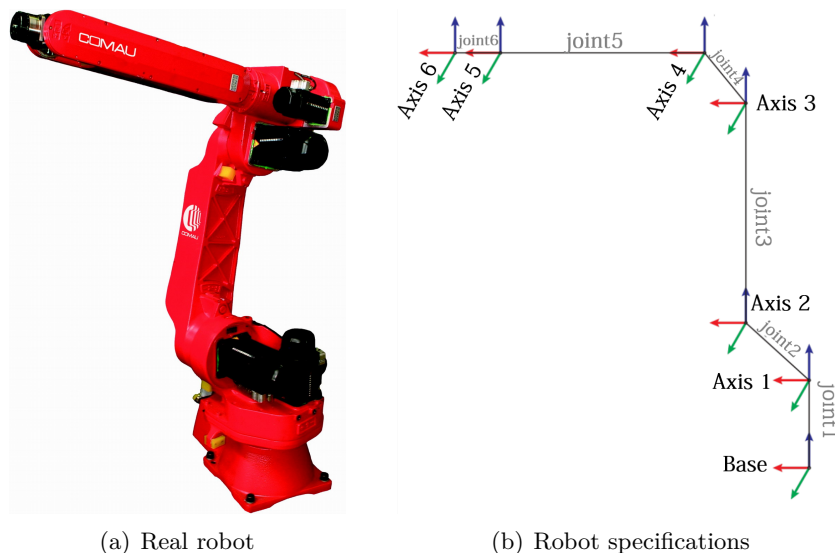 COMAU
COMAU
joint6
joint5
Axis 6
Axis 5
Axis 4
joint4
Axis 3
joint3
Axis 2
joint2
Axis 1
joint1
Base
(a) Real robot
(b) Robot specifications